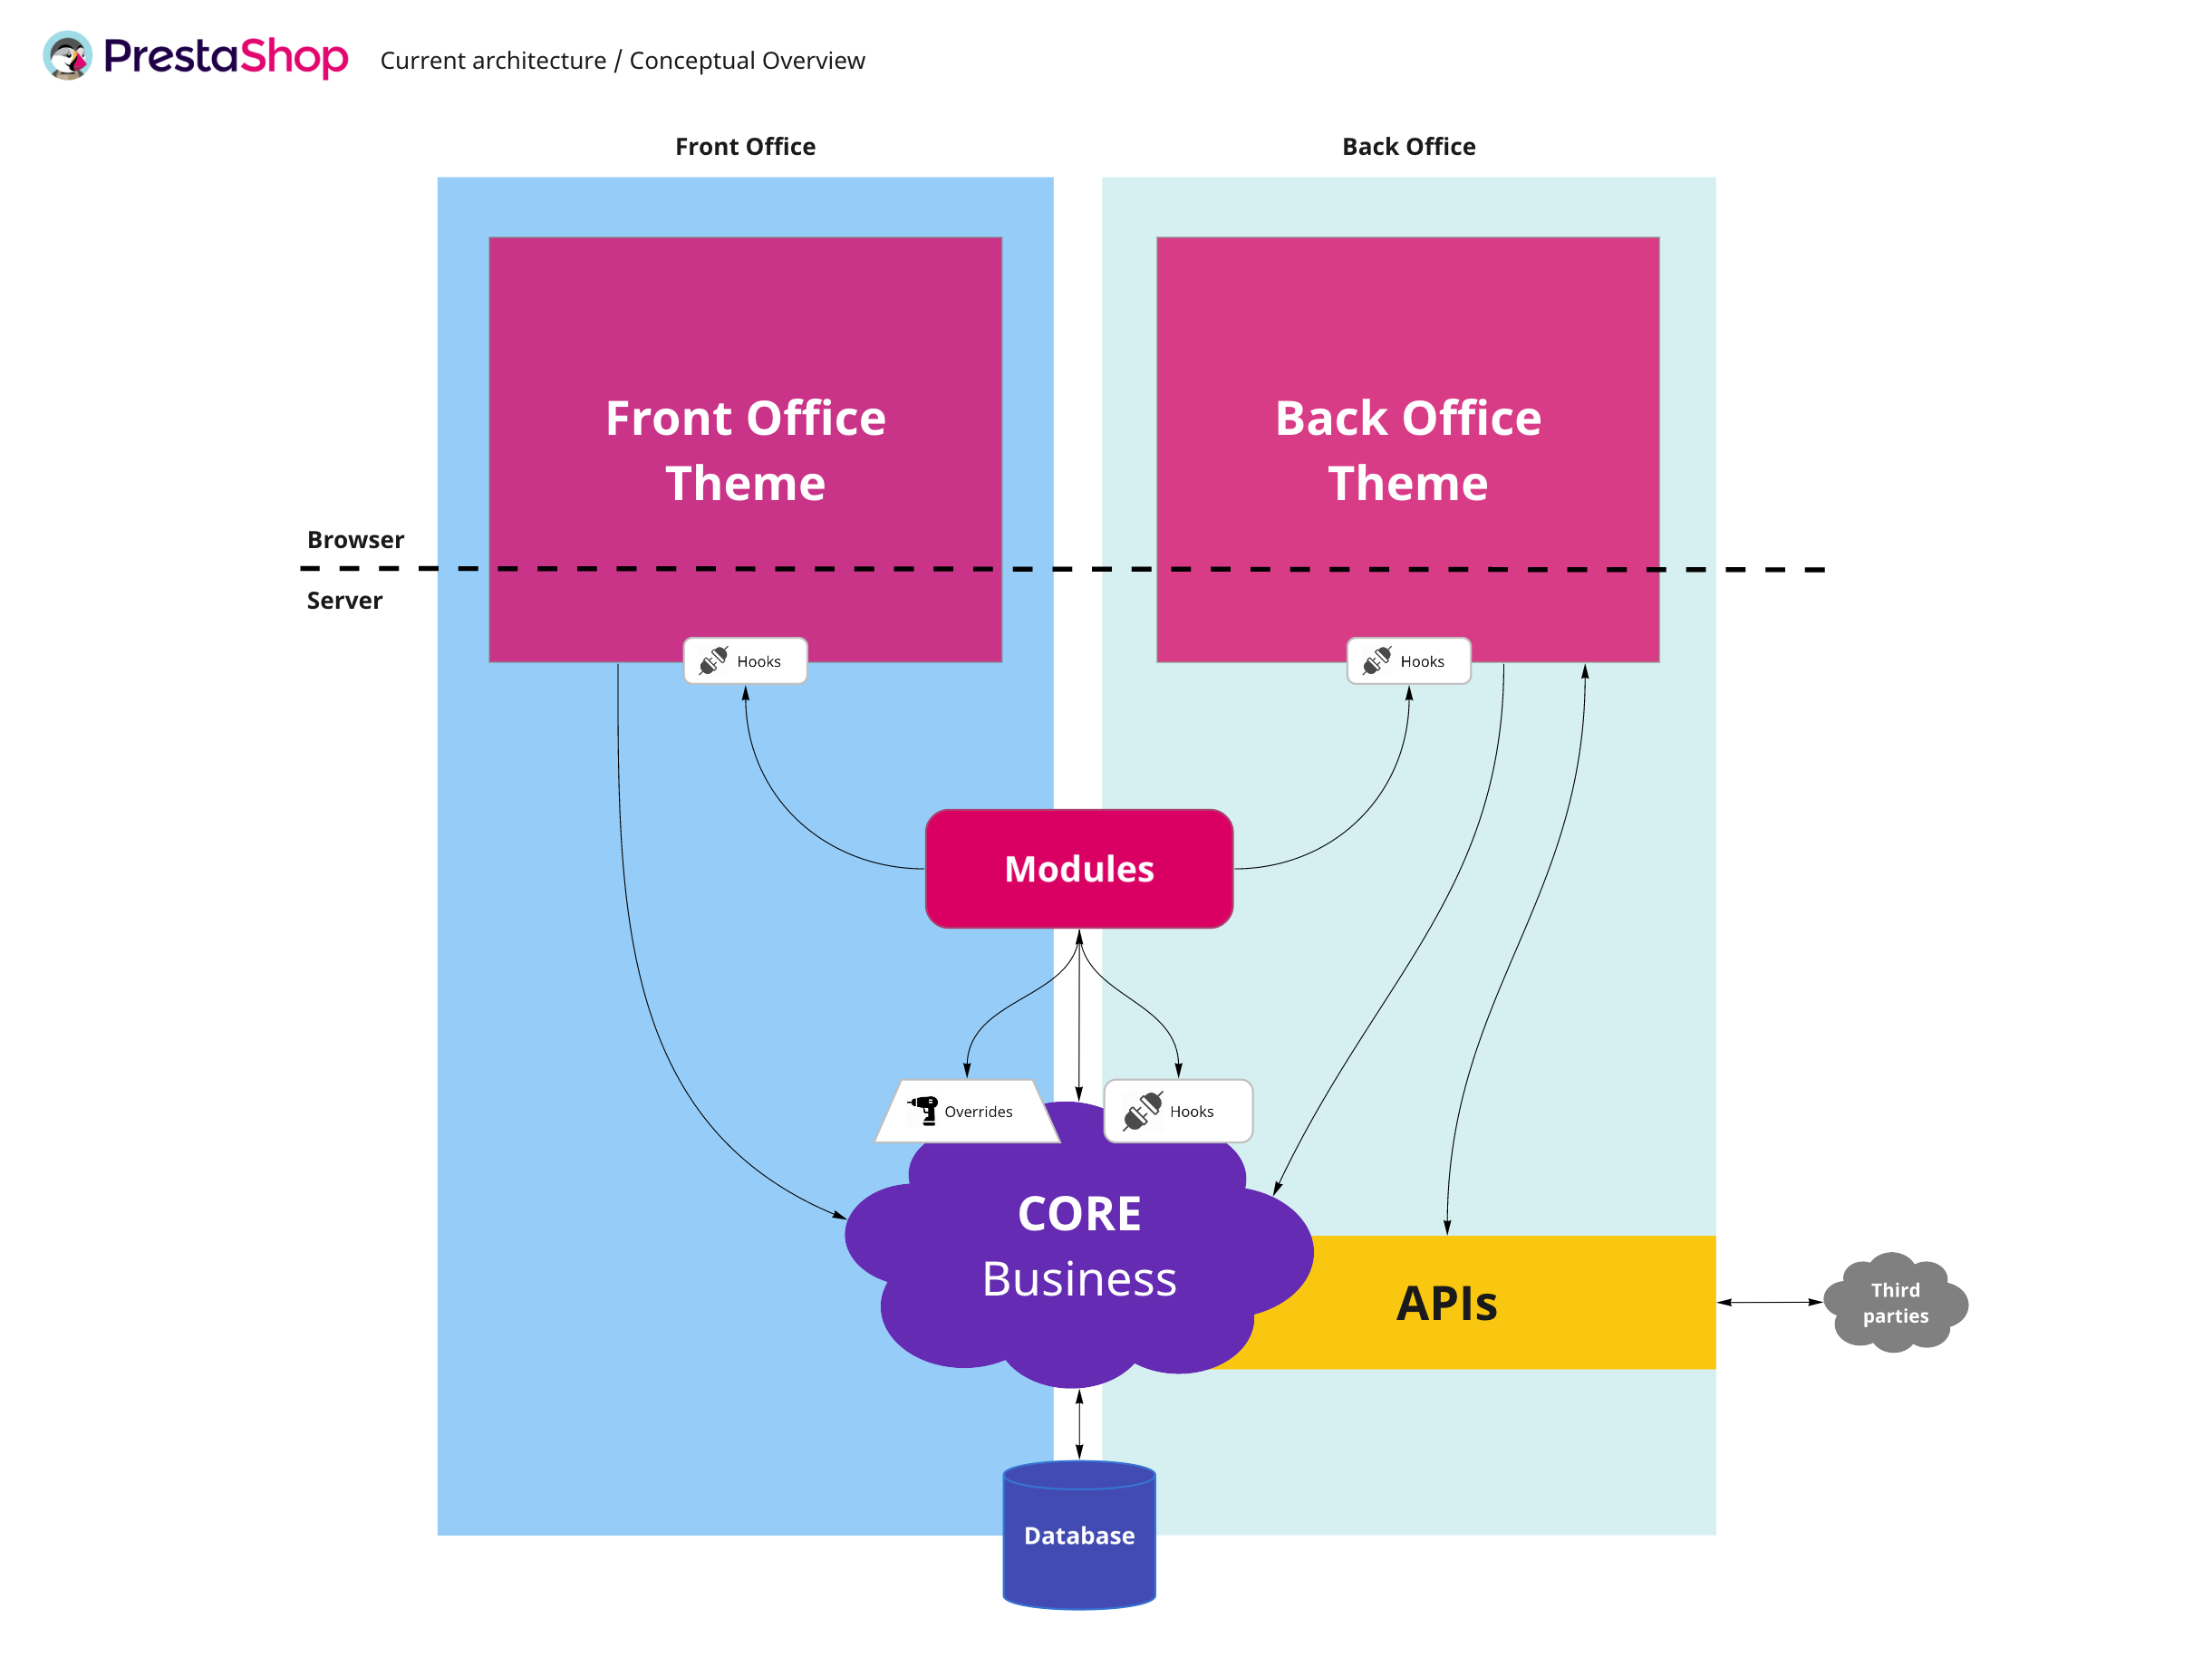 PrestaShop
Current architecture / Conceptual Overview
Front Office
Back Office
Front Office
Theme
Back Office
Theme
Browser
Server
Hooks
Hooks
Modules
Overrides
Hooks
CORE
Business
APIs
Third
parties
Database